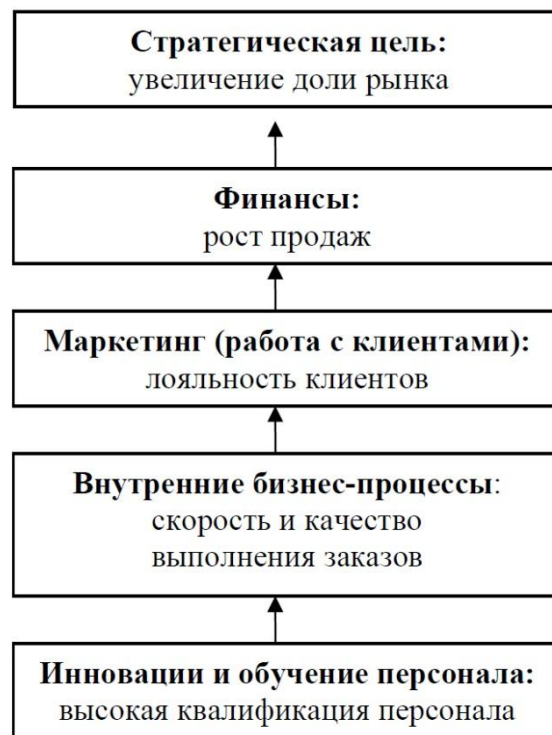 Стратегическая цель:
увеличение доли рынка
Финансы:
рост продаж
Маркетинг (работа с клиентами):
лояльность клиентов
Внутренние бизнес-процессы:
скорость и качество
выполнения заказов
Инновации и обучение персонала:
высокая квалификация персонала